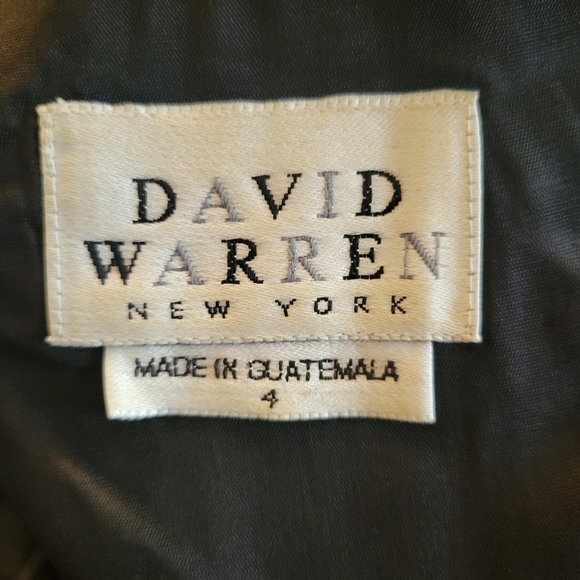 DAVID
WARREN
NEW YORK
MADE IN GUATEMALA
4